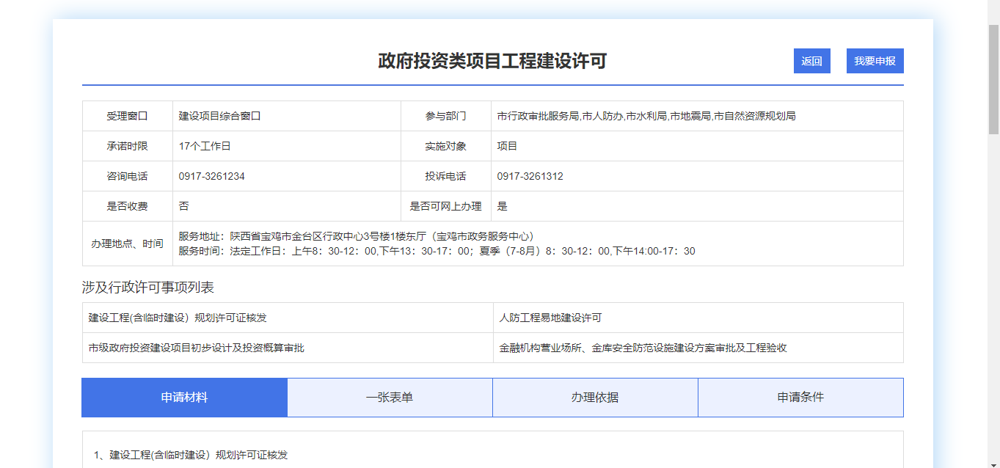 政府投资类项目工程建设许可
返回
我要申报
受理窗口
建设项目综合窗口
参与部门
市行政审批服务局,市人防办,市水利局,市地震局,市自然资源规划局
承诺时限
17个工作日
实施对象
项目
咨询电话
0917-3261234
投诉电话
0917-3261312
是否收费
否
是否可网上办理
是
办理地点、时间
服务地址：陕西省宝鸡市金台区行政中心3号楼1楼东厅（宝鸡市政务服务中心）
服务时间：法定工作日：上午8：30-12：00,下午13：30-17：00；夏季（7-8月）8：30-12：00,下午14:00-17：30
涉及行政许可事项列表
建设工程(含临时建设）规划许可证核发
人防工程易地建设许可
市级政府投资建设项目初步设计及投资概算审批
金融机构营业场所、金库安全防范设施建设方案审批及工程验收
申请材料
一张表单
办理依据
申请条件
1、建设工程(含临时建设）规划许可证核发